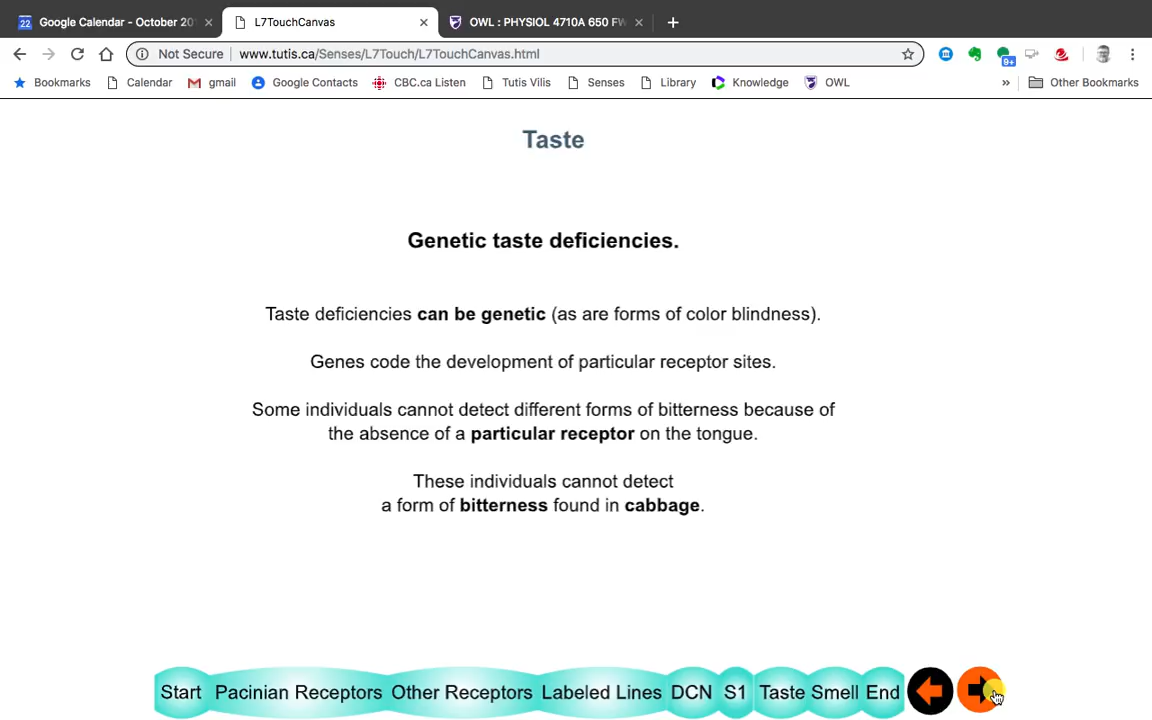 Google Calendar - October 20
L7TouchCanvas
OWL : PHYSIOL 4710A 650 FW
Not Secure
www.tutis.ca/Senses/L7Touch/L7TouchCanvas.html
9+
Bookmarks
Calendar
gmail
Google Contacts
CBC.ca Listen
Tutis Vilis
Senses
Library
Knowledge
OWL
»
Other Bookmarks
Taste
Genetic taste deficiencies.
Taste deficiencies can be genetic (as are forms of color blindness).
Genes code the development of particular receptor sites.
Some individuals cannot detect different forms of bitterness because of
the absence of a particular receptor on the tongue.
These individuals cannot detect
a form of bitterness found in cabbage.
Start Pacinian Receptors Other Receptors Labeled Lines DCN S1 Taste Smell End